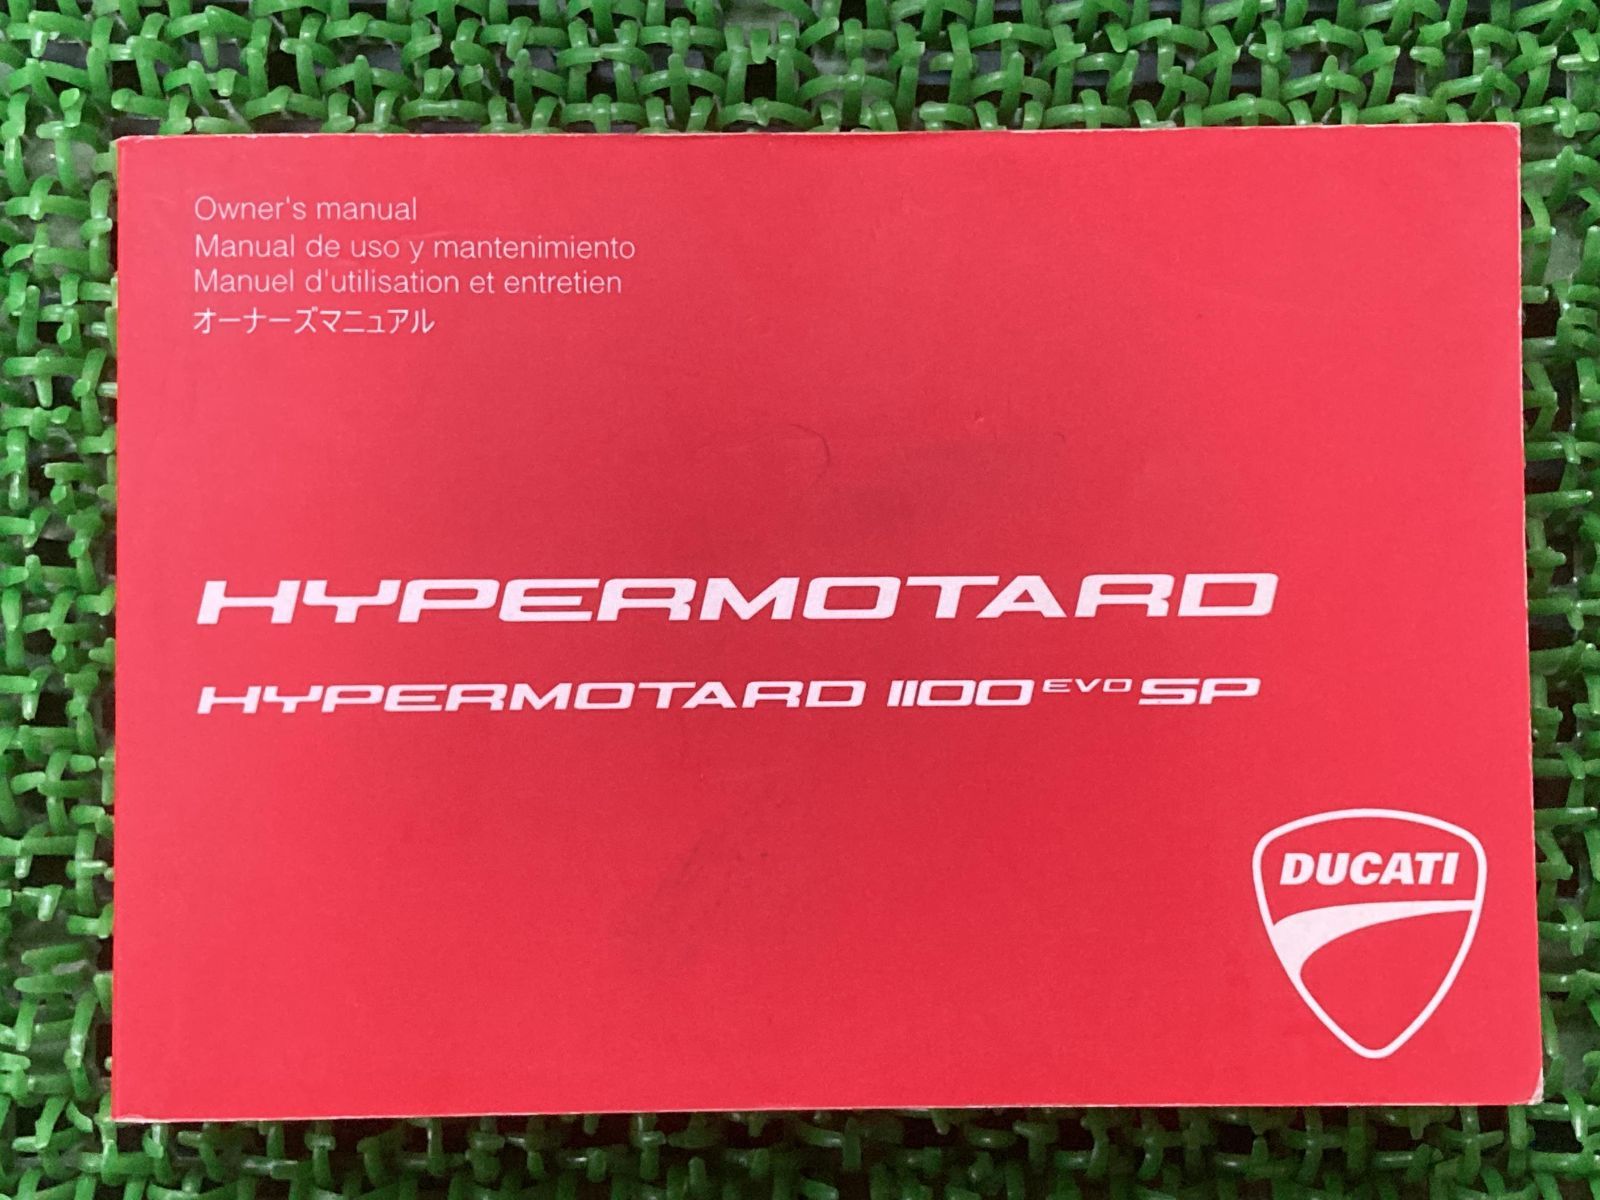 Owner's manual
Manual de uso y mantenimiento
Manuel d'utilisation et entretien
オーナーズマニュアル
HYPERMOTARD
HYPERMOTARD 1100 EVO SP
DUCATI